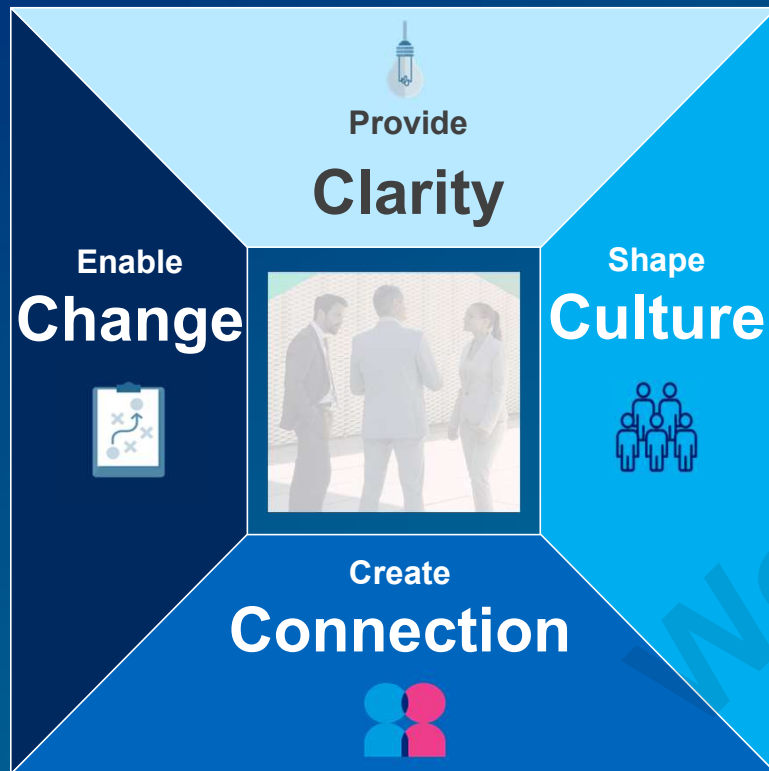 Provide
Clarity
Enable
Change
Shape
Culture
Create
Connection